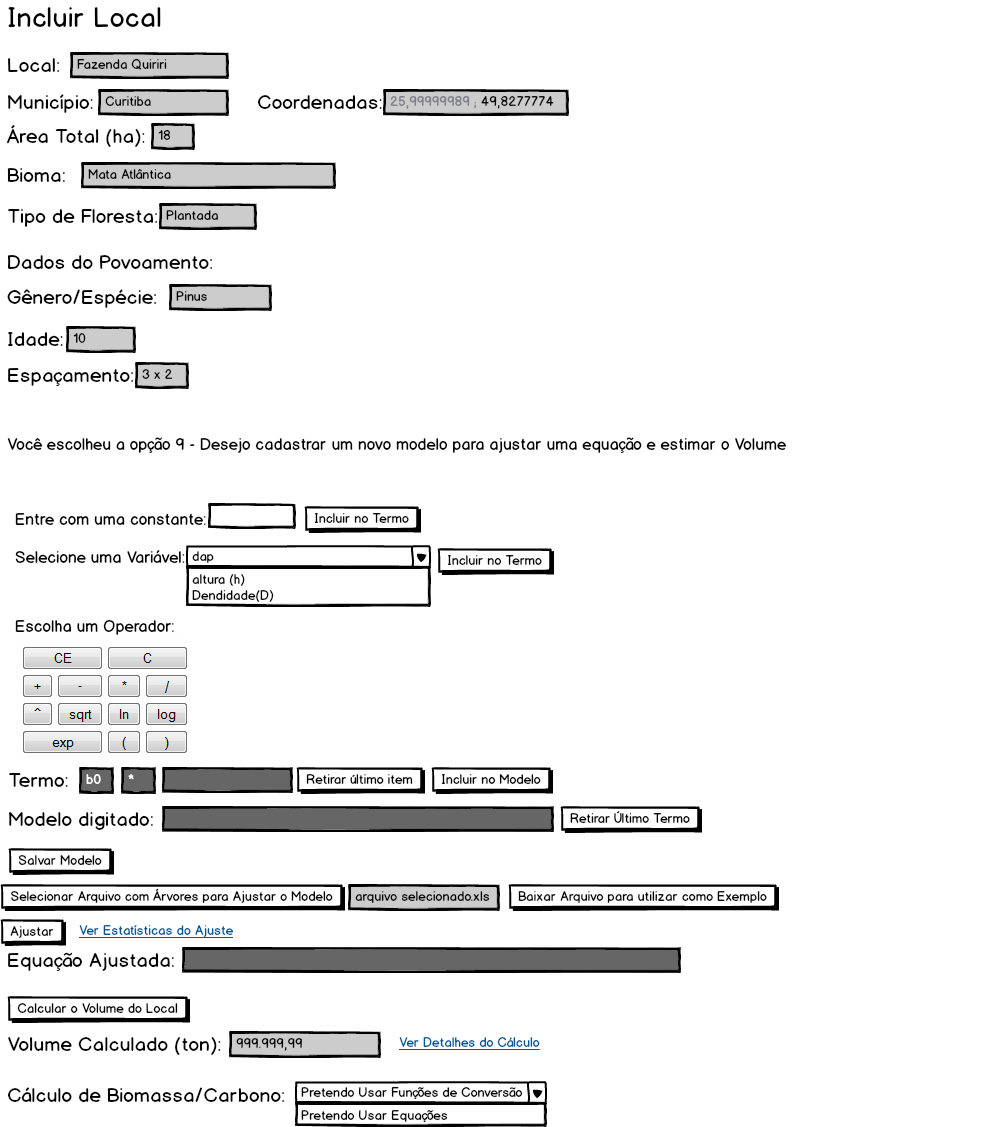 Incluir Local
Local: Fazenda Quiriri
Município: Curitiba Coordenadas: 25,99999989 ; 49,8277774
Área Total (ha): 18
Bioma: Mata Atlântica
Tipo de Floresta: Plantada
Dados do Povoamento:
Gênero/Espécie: Pinus
Idade: 10
Espaçamento: 3 x 2
Você escolheu a opção 9 - Desejo cadastrar um novo modelo para ajustar uma equação e estimar o Volume
Entre com uma constante: Incluir no Termo
Selecione uma Variável: dap Incluir no Termo
altura (h)
Dendidade(D)
Escolha um Operador:
CE C
+ - * /
^ sqrt ln log
exp ( )
Termo: b0 * Retirar último item Incluir no Modelo
Modelo digitado: Retirar Último Termo
Salvar Modelo
Selecionar Arquivo com Árvores para Ajustar o Modelo arquivo selecionado.xls Baixar Arquivo para utilizar como Exemplo
Ajustar Ver Estatísticas do Ajuste
Equação Ajustada:
Calcular o Volume do Local
Volume Calculado (ton): 999.999,99 Ver Detalhes do Cálculo
Cálculo de Biomassa/Carbono: Pretendo Usar Funções de Conversão
Pretendo Usar Equações